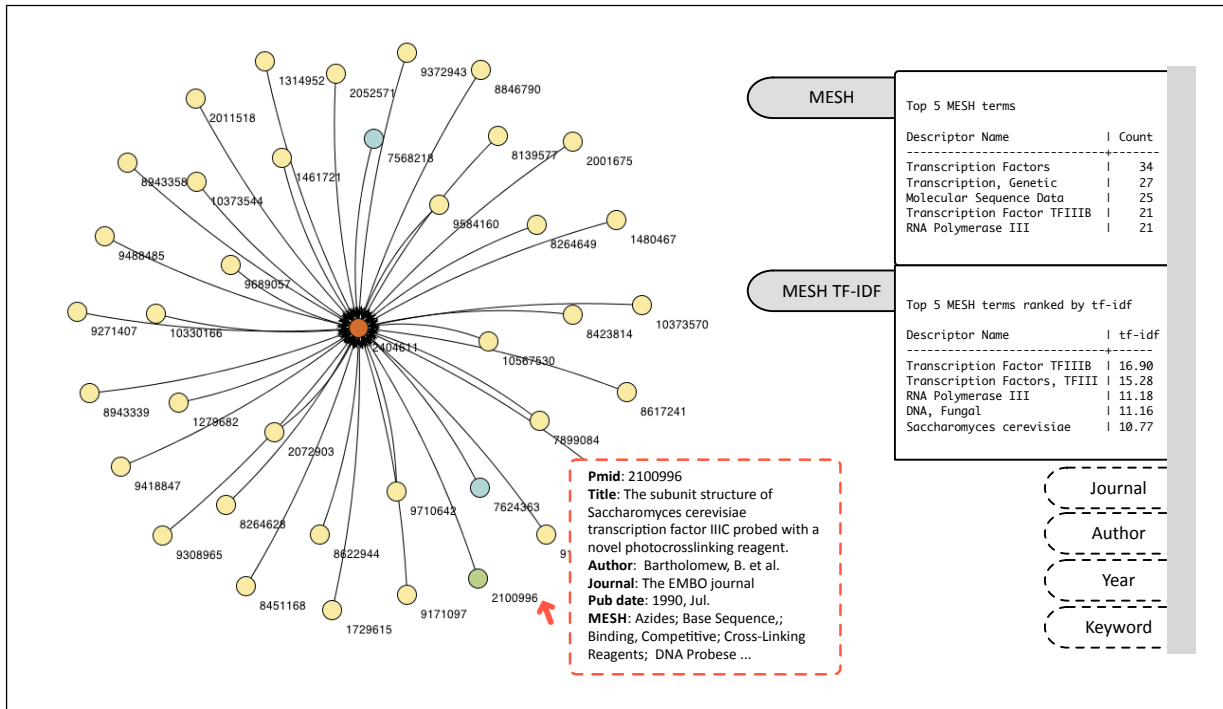 9372943
1314952
2052571
8846790
2011518
7568218
8139577
2001675
1461721
8943358
10373544
9584160
8264649
1480467
9488485
9689057
9271407
10330166
2404611
8423814
10373570
10567530
8943339
1279682
8617241
2072903
7899084
9418847
9710642
7624363
8264628
9308965
8622944
91
8451168
2100996
1729615
9171097
Pmid: 2100996
Title: The subunit structure of
Saccharomyces cerevisiae
transcription factor IIIC probed with a
novel photocrosslinking reagent.
Author: Bartholomew, B. et al.
Journal: The EMBO journal
Pub date: 1990, Jul.
MESH: Azides; Base Sequence,;
Binding, Competitive; Cross-Linking
Reagents; DNA Probese ...
MESH
Top 5 MESH terms
Descriptor Name | Count
---------------------------+------
Transcription Factors | 34
Transcription, Genetic | 27
Molecular Sequence Data | 25
Transcription Factor TFIIIB | 21
RNA Polymerase III | 21
MESH TF-IDF
Top 5 MESH terms ranked by tf-idf
Descriptor Name | tf-idf
---------------------------+------
Transcription Factor TFIIIB | 16.90
Transcription Factors, TFIII | 15.28
RNA Polymerase III | 11.18
DNA, Fungal | 11.16
Saccharomyces cerevisiae | 10.77
Journal
Author
Year
Keyword